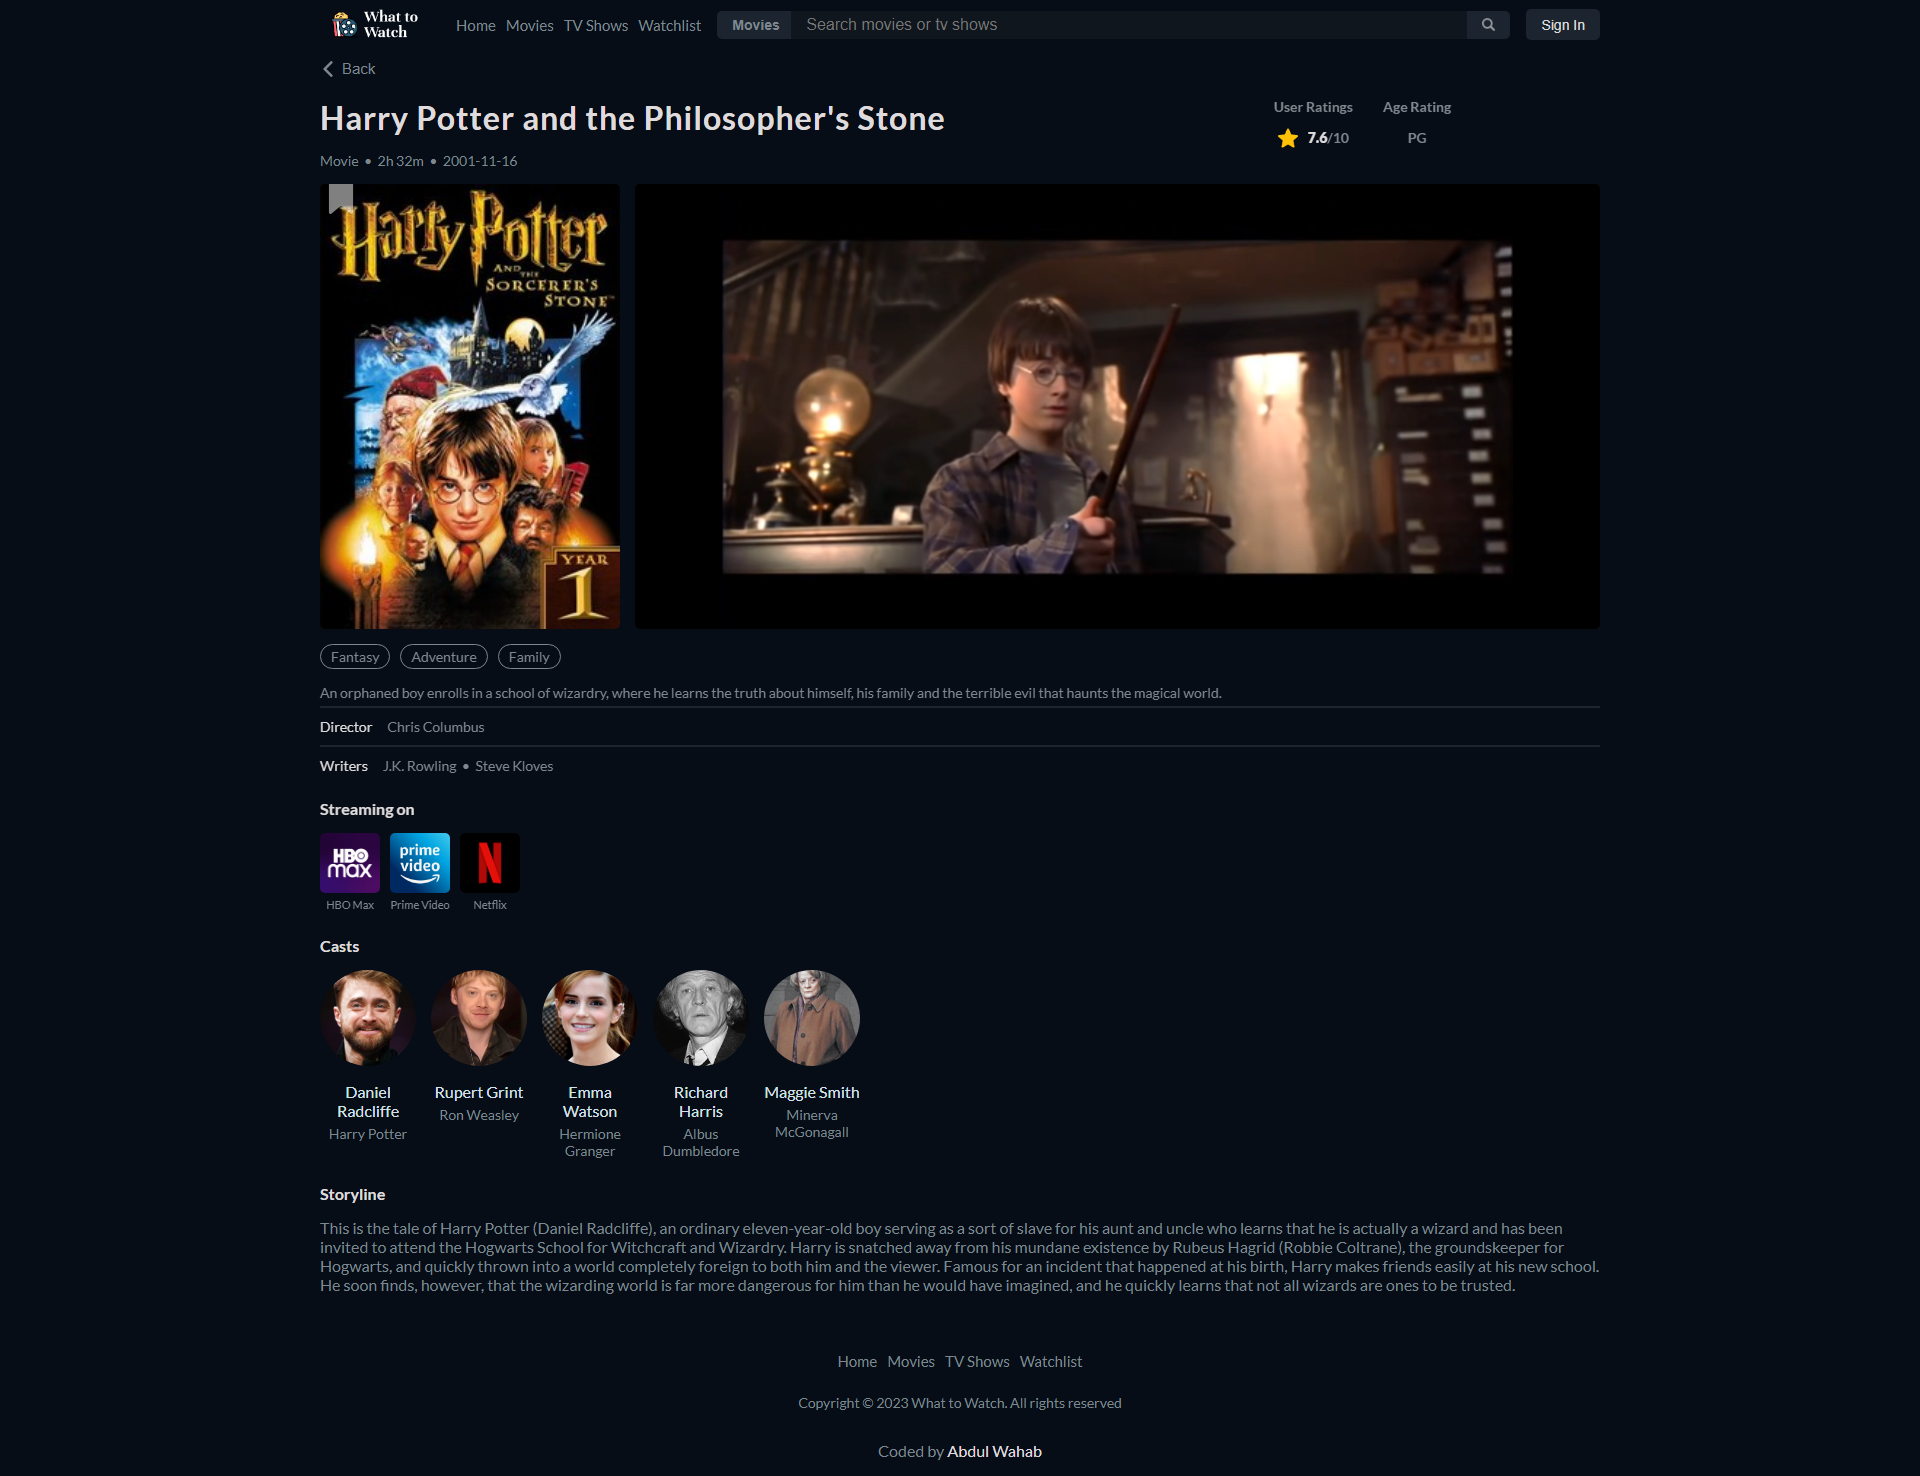 What to
Watch
Home Movies TV Shows Watchlist Movies Search movies or tv shows Sign In
Back
Harry Potter and the Philosopher's Stone
User Ratings Age Rating
7.6/10 PG
Movie • 2h 32m • 2001-11-16
Harry Potter
AND THE
SORCERER'S
STONE
YEAR
1
Fantasy Adventure Family
An orphaned boy enrolls in a school of wizardry, where he learns the truth about himself, his family and the terrible evil that haunts the magical world.
Director Chris Columbus
Writers J.K. Rowling • Steve Kloves
Streaming on
HBO
max
prime
video
N
HBO Max Prime Video Netflix
Casts
Daniel
Radcliffe
Harry Potter
Rupert Grint
Ron Weasley
Emma
Watson
Hermione
Granger
Richard
Harris
Albus
Dumbledore
Maggie Smith
Minerva
McGonagall
Storyline
This is the tale of Harry Potter (Daniel Radcliffe), an ordinary eleven-year-old boy serving as a sort of slave for his aunt and uncle who learns that he is actually a wizard and has been
invited to attend the Hogwarts School for Witchcraft and Wizardry. Harry is snatched away from his mundane existence by Rubeus Hagrid (Robbie Coltrane), the groundskeeper for
Hogwarts, and quickly thrown into a world completely foreign to both him and the viewer. Famous for an incident that happened at his birth, Harry makes friends easily at his new school.
He soon finds, however, that the wizarding world is far more dangerous for him than he would have imagined, and he quickly learns that not all wizards are ones to be trusted.
Home Movies TV Shows Watchlist
Copyright © 2023 What to Watch. All rights reserved
Coded by Abdul Wahab